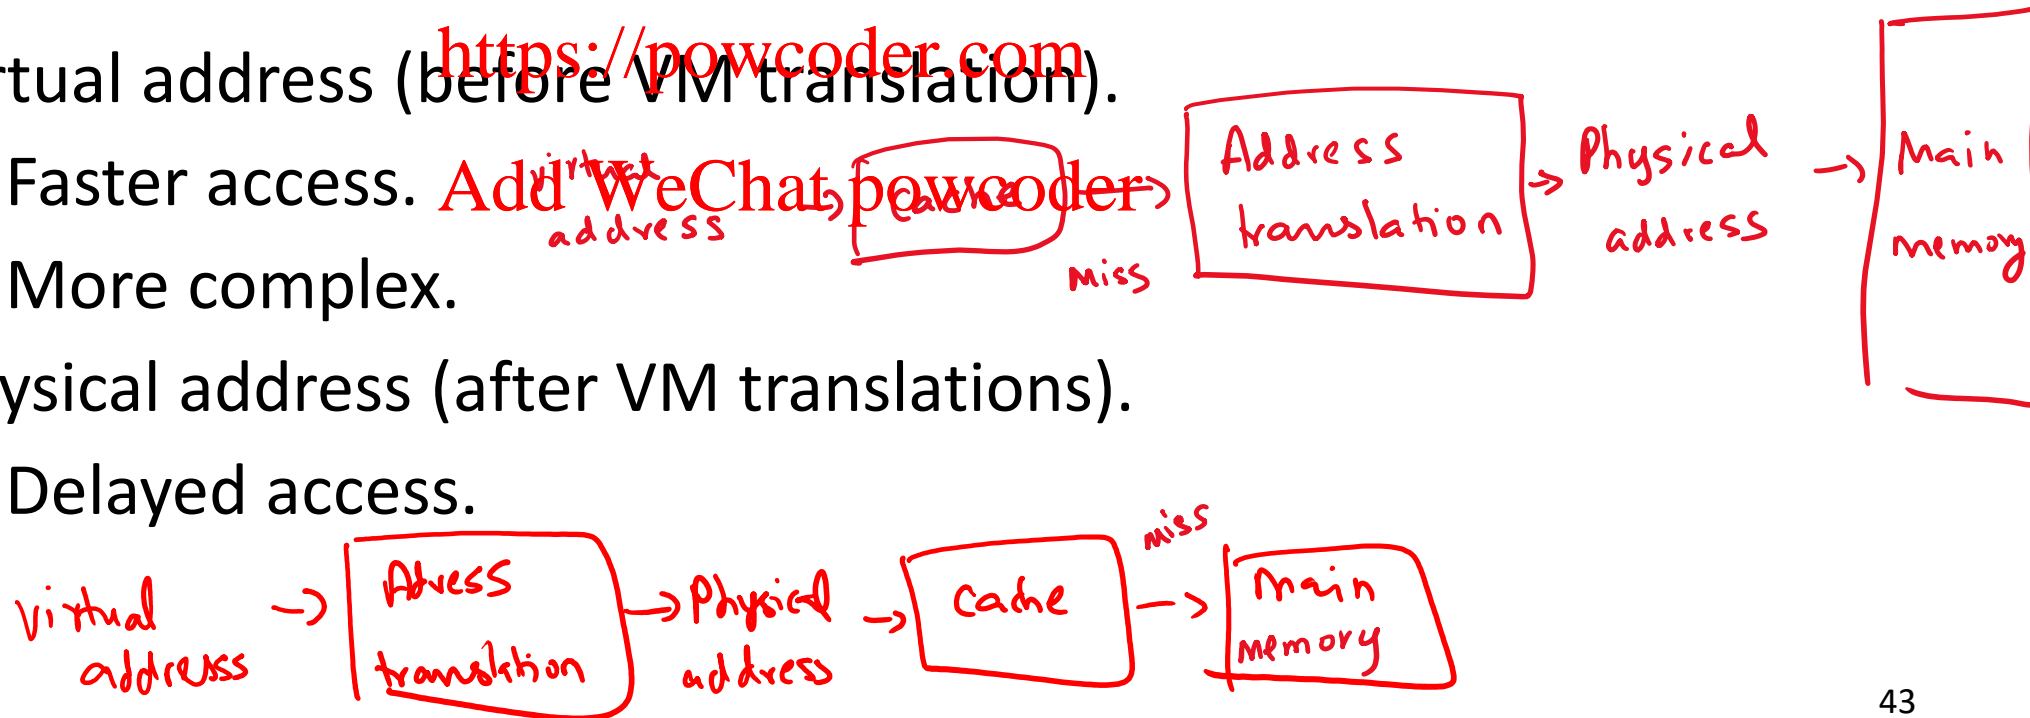 https://powcoder.com
rtual address (before VM translation).
Faster access.
Add WeChat powcoder
virtual
address
cache
miss
Address
translation
Physical
address
Main
memory
More complex.
ysical address (after VM translations).
Delayed access.
virtual
addresss
Adress
translation
Physical
address
cache
miss
main
memory
43